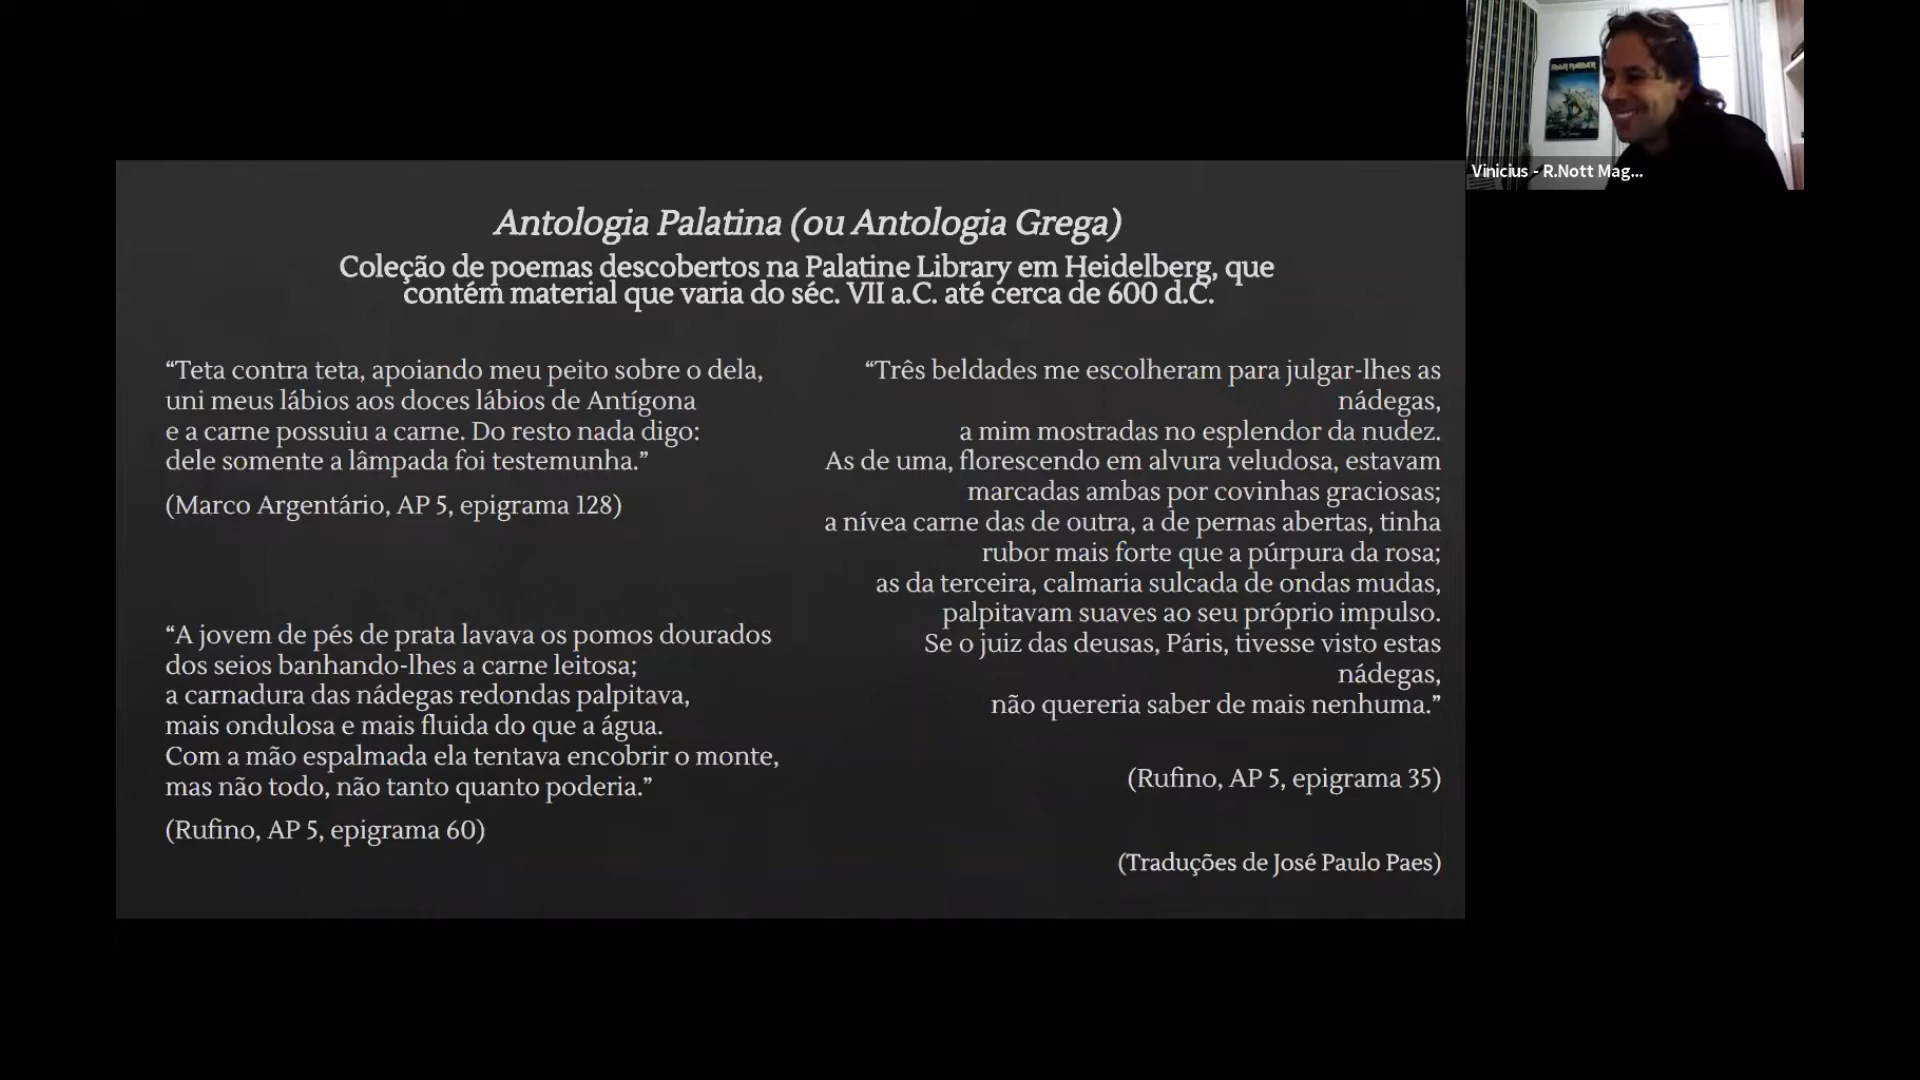 Antologia Palatina (ou Antologia Grega)
Coleção de poemas descobertos na Palatine Library em Heidelberg, que
contém material que varia do séc. VII a.C. até cerca de 600 d.C.
“Teta contra teta, apoiando meu peito sobre o dela,
uni meus lábios aos doces lábios de Antígona
e a carne possuiu a carne. Do resto nada digo:
dele somente a lâmpada foi testemunha.”
(Marco Argentário, AP 5, epigrama 128)
“A jovem de pés de prata lavava os pomos dourados
dos seios banhando-lhes a carne leitosa;
a carnadura das nádegas redondas palpitava,
mais ondulosa e mais fluida do que a água.
Com a mão espalmada ela tentava encobrir o monte,
mas não todo, não tanto quanto poderia.”
(Rufino, AP 5, epigrama 60)
“Três beldades me escolheram para julgar-lhes as
nádegas,
a mim mostradas no esplendor da nudez.
As de uma, florescendo em alvura veludosa, estavam
marcadas ambas por covinhas graciosas;
a nívea carne das de outra, a de pernas abertas, tinha
rubor mais forte que a púrpura da rosa;
as da terceira, calmaria sulcada de ondas mudas,
palpitavam suaves ao seu próprio impulso.
Se o juiz das deusas, Páris, tivesse visto estas
nádegas,
não quereria saber de mais nenhuma.”
(Rufino, AP 5, epigrama 35)
(Traduções de José Paulo Paes)
IRON MAIDEN
Vinicius - R.Nott Mag...